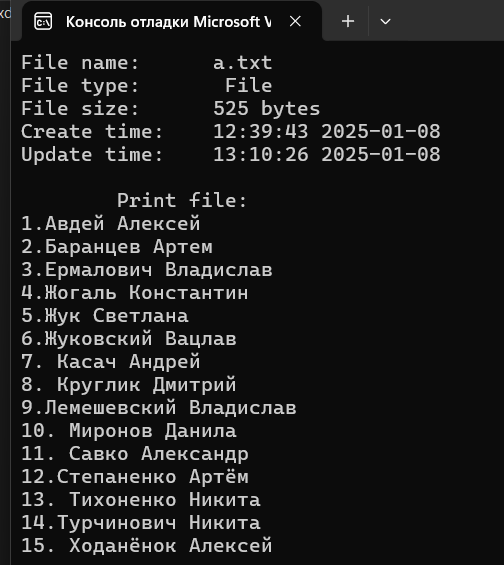 Консоль отладки Microsoft V
File name: a.txt
File type: File
File size: 525 bytes
Create time: 12:39:43 2025-01-08
Update time: 13:10:26 2025-01-08
Print file:
1.Авдей Алексей
2.Баранцев Артем
3.Ермалович Владислав
4.Жогаль Константин
5.Жук Светлана
6.Жуковский Вацлав
7. Касач Андрей
8. Круглик Дмитрий
9.Лемешевский Владислав
10. Миронов Данила
11. Савко Александр
12.Степаненко Артём
13. Тихоненко Никита
14.Турчинович Никита
15. Ходанёнок Алексей